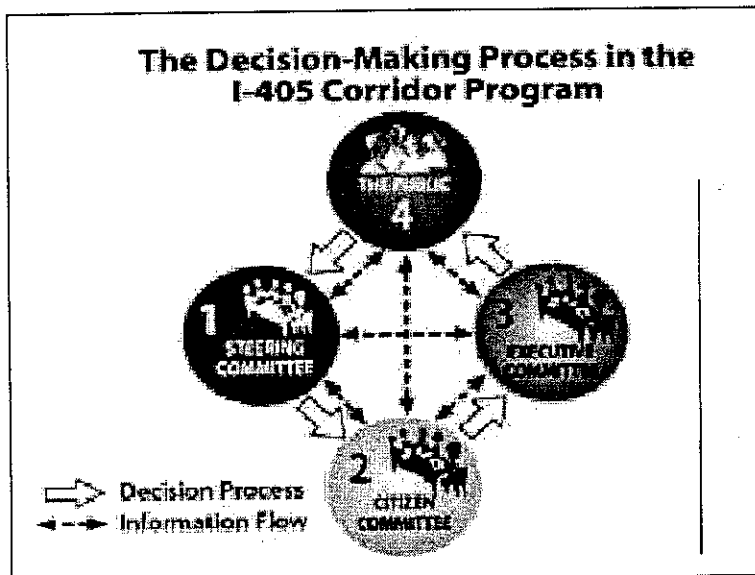 The Decision-Making Process in the
I-405 Corridor Program
THE PUBLIC
4
1
STEERING
COMMITTEE
3
EXECUTIVE
COMMITTEE
2
CITIZEN
COMMITTEE
Decision Process
Information Flow